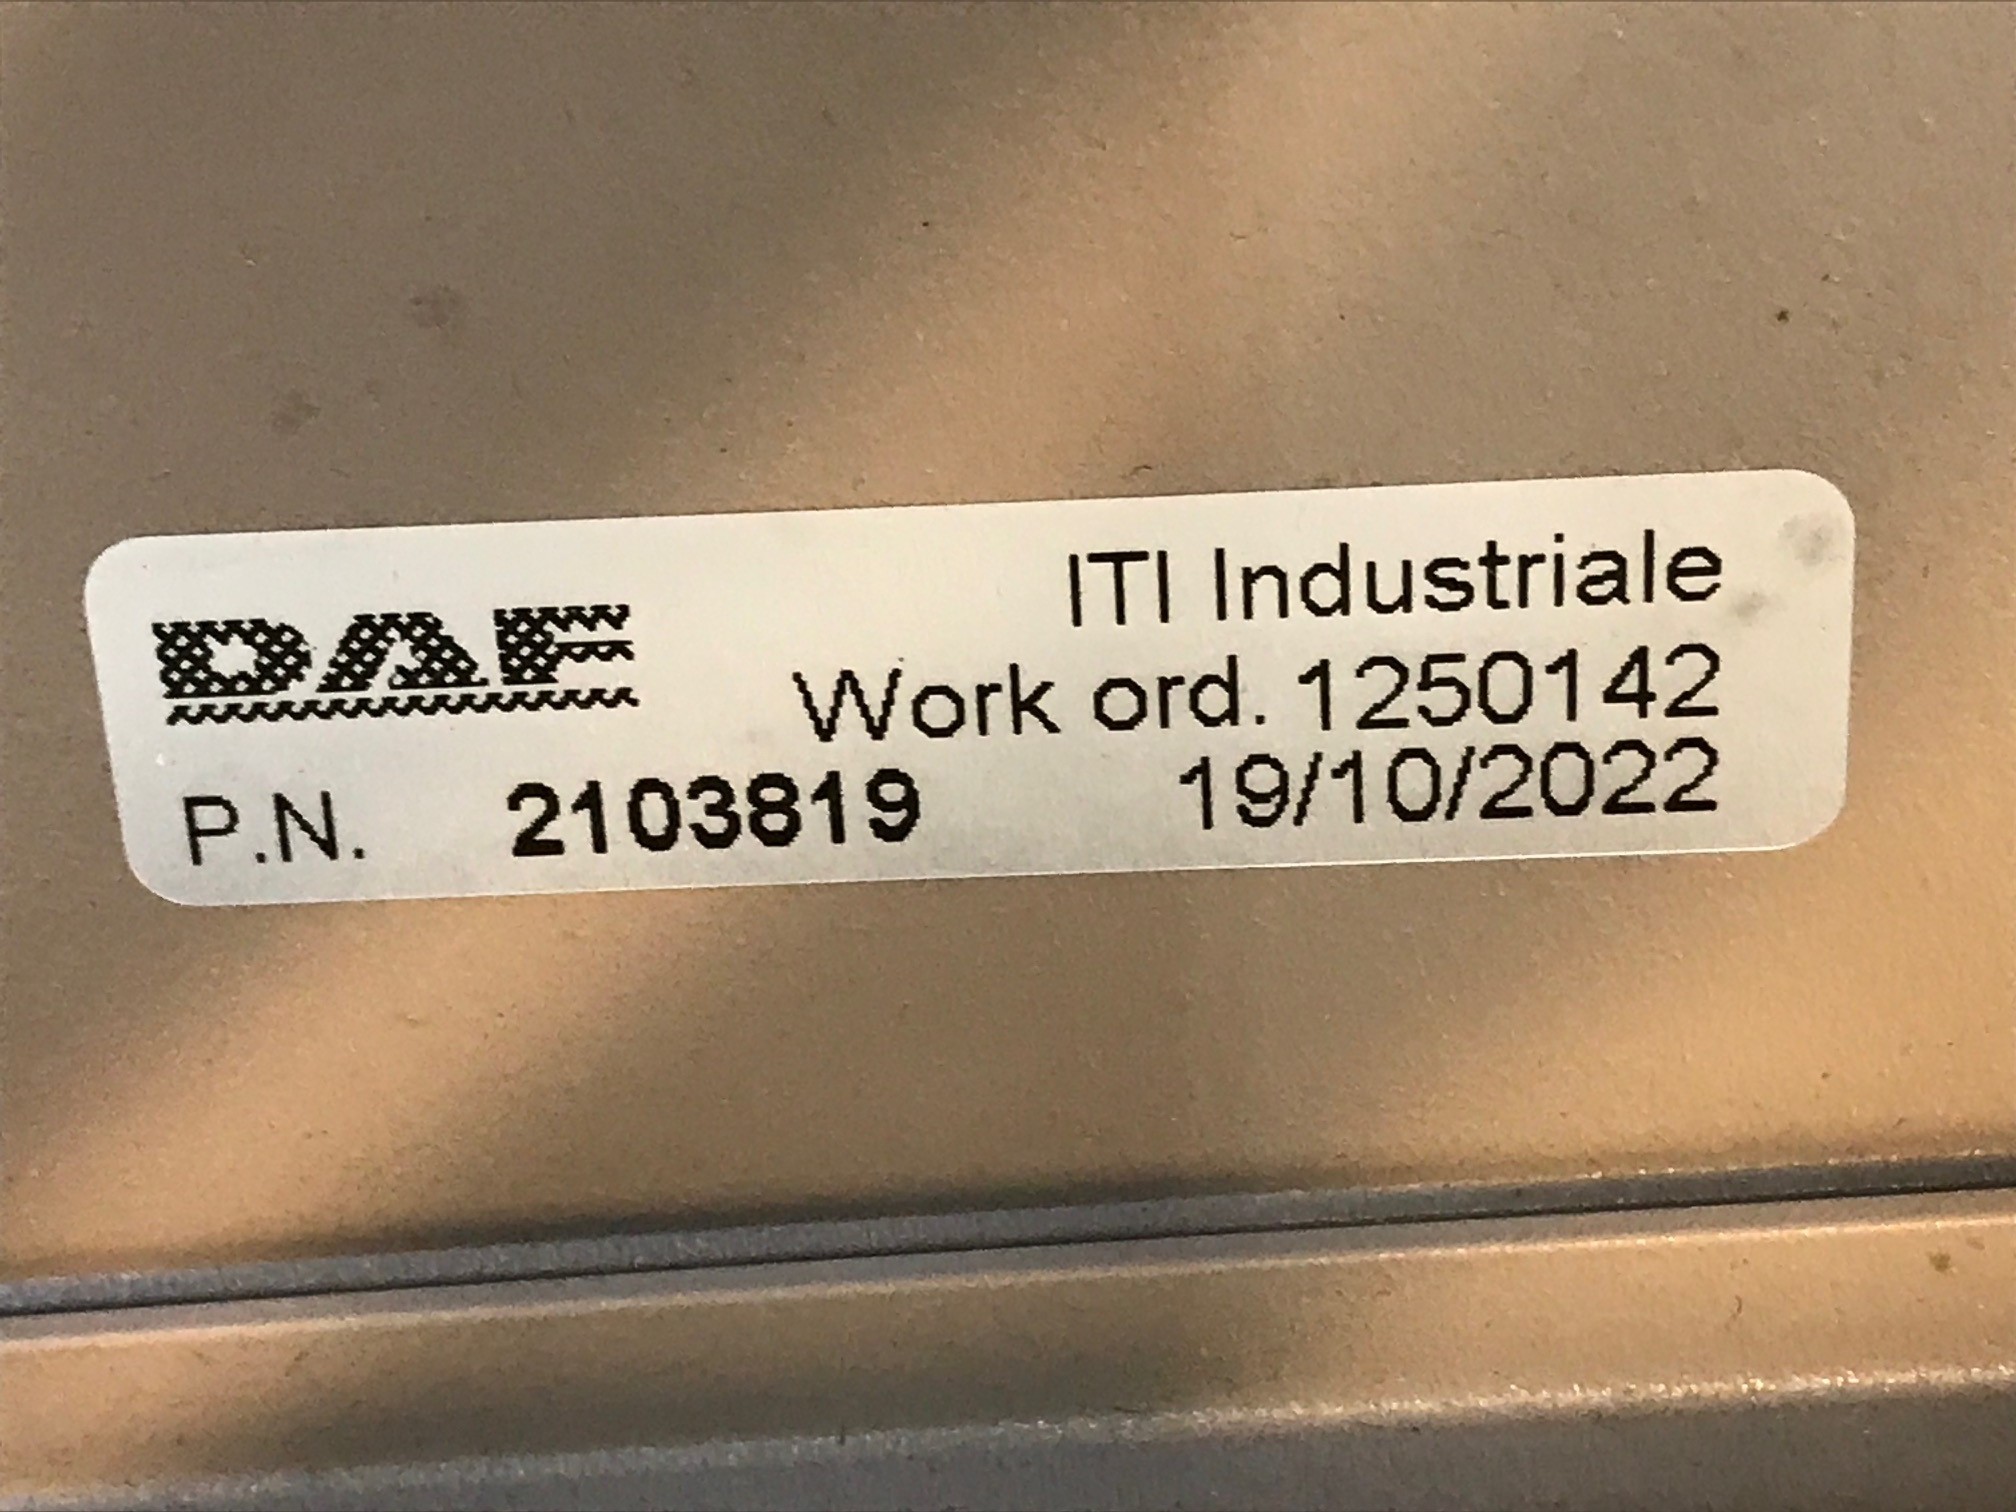 DAF
ITI Industriale
Work ord. 1250142
P.N. 2103819 19/10/2022